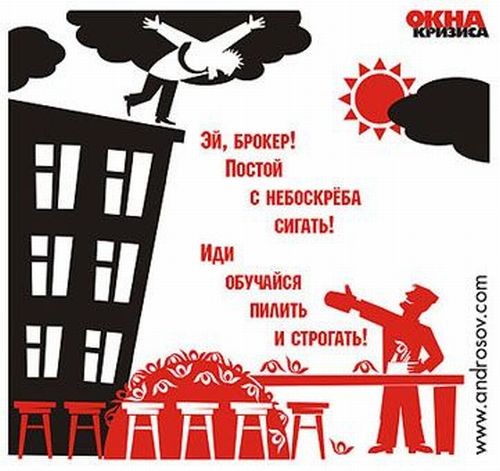 ОКНА
КРИЗИСА
Эй, брокер!
Постой
с небоскрёба
сигать!
Иди
обучайся
пилить
и строгать!
www.androsov.com